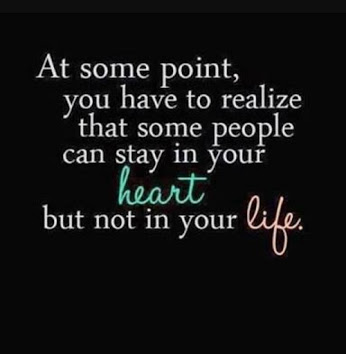 At some point,
you have to realize
that some people
can stay in your
heart
but not in your life.